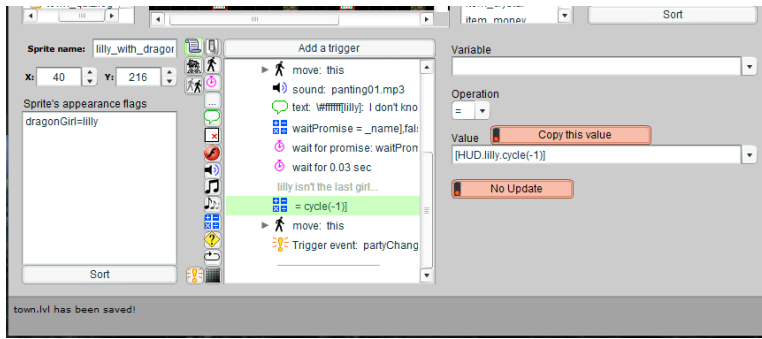 item_money
Sort
Sprite name: lilly_with_dragor
X: 40 Y: 216
Sprite's appearance flags
dragonGirl=lilly
Sort
...
Add a trigger
move: this
sound: panting01.mp3
text: \#ffffff[lilly]: I don't kno
waitPromise = _name],fal
wait for promise: waitPron
wait for 0.03 sec
lilly isn't the last girl...
= cycle(-1)]
move: this
Trigger event: partyChang
Variable
Operation
=
Value
Copy this value
[HUD.lilly.cycle(-1)]
No Update
town.lvl has been saved!